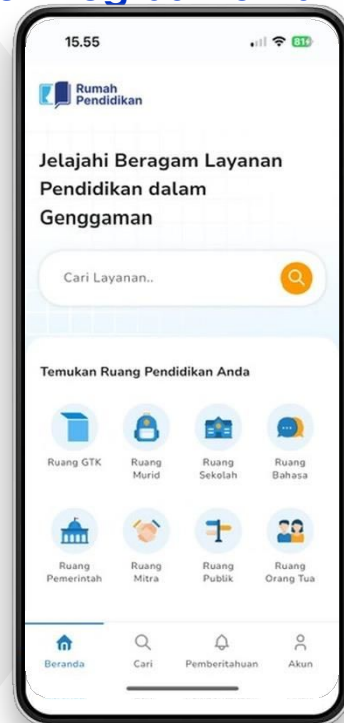 15.55
81
Rumah
Pendidikan
Jelajahi Beragam Layanan
Pendidikan dalam
Genggaman
Cari Layanan..
Temukan Ruang Pendidikan Anda
Ruang GTK
Ruang
Murid
Ruang
Sekolah
Ruang
Bahasa
Ruang
Pemerintah
Ruang
Mitra
Ruang
Publik
Ruang
Orang Tua
Beranda
Cari
Pemberitahuan
Akun